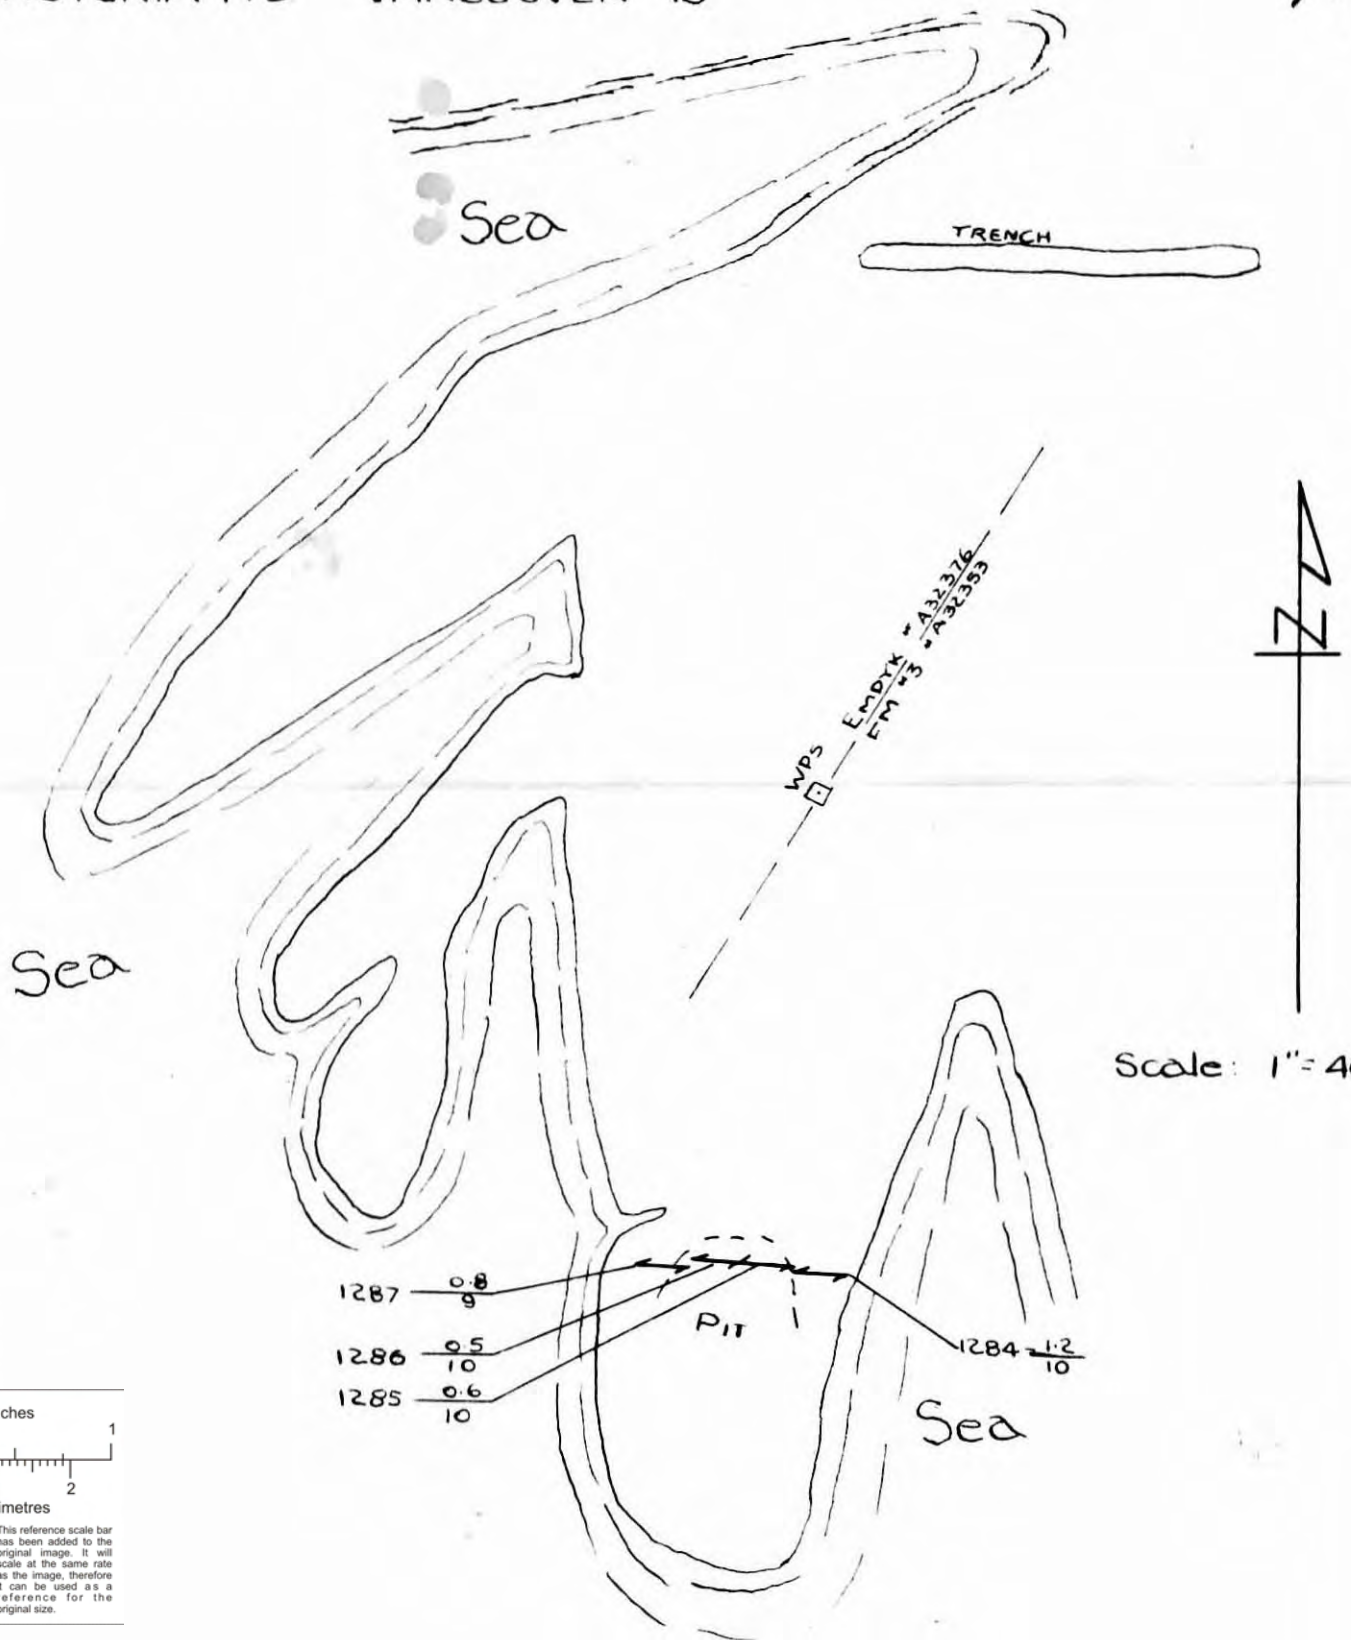 VANCOUVER
Sea
TRENCH
WPS
EMDYK # A32376
FM #3 # A32353
N
Sea
Scale: 1"=4
1287 0.8
9
1286 0.5
10
1285 0.6
10
PIT
1284 1.2
10
Sea
ches
1
2
imetres
This reference scale bar
has been added to the
original image. It will
scale at the same rate
as the image, therefore
it can be used as a
reference for the
original size.